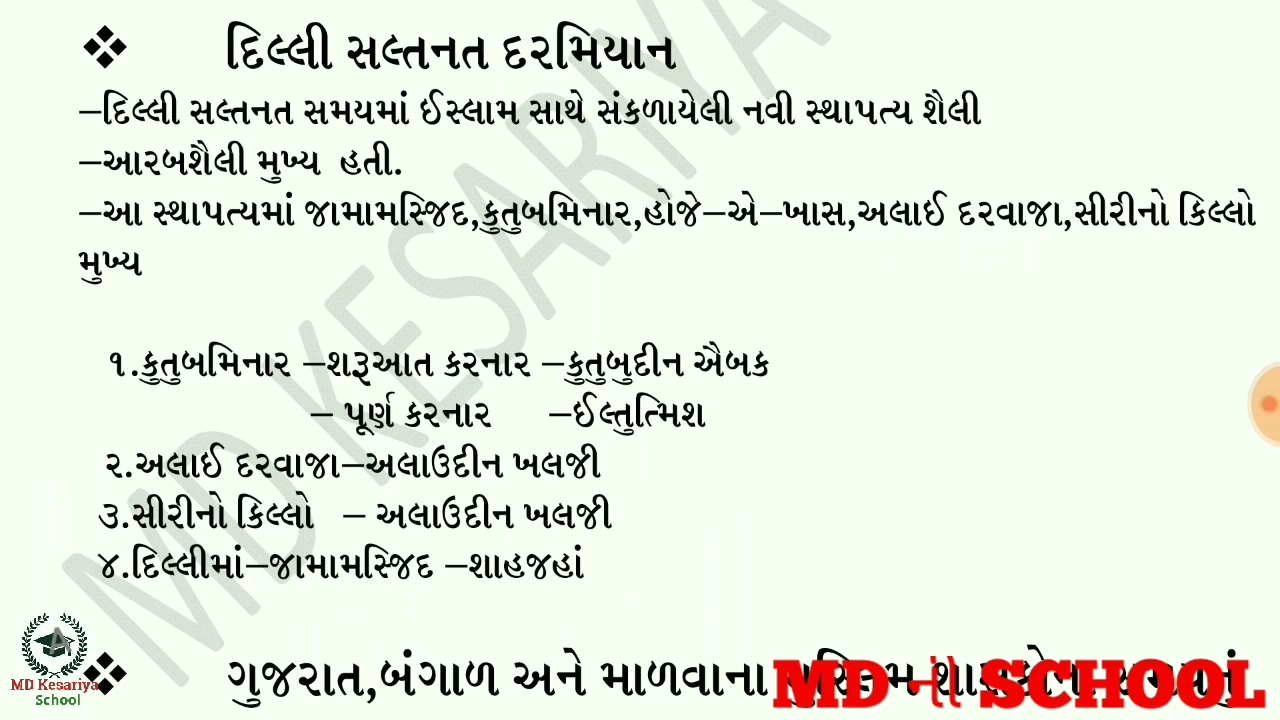 ❖ દિલ્લી સલ્તનત દરમિયાન
–દિલ્લી સલ્તનત સમયમાં ઈસ્લામ સાથે સંકળાયેલી નવી સ્થાપત્ય શૈલી
–આરબશૈલી મુખ્ય હતી.
–આ સ્થાપત્યમાં જામામસ્જિદ,કુતુબમિનાર,હોજે–એ–ખાસ,અલાઈ દરવાજા,સીરીનો કિલ્લો
મુખ્ય
૧.કુતુબમિનાર –શરૂઆત કરનાર –કુતુબુદીન ઐબક
– પૂર્ણ કરનાર –ઈલ્તુત્મિશ
૨.અલાઈ દરવાજા–અલાઉદીન ખલજી
૩.સીરીનો કિલ્લો – અલાઉદીન ખલજી
૪.દિલ્લીમાં–જામામસ્જિદ –શાહજહાં
❖ ગુજરાત,બંગાળ અને માળવાના
MD ની SCHOOL
MD Kesariya
School
MD KESARIYA